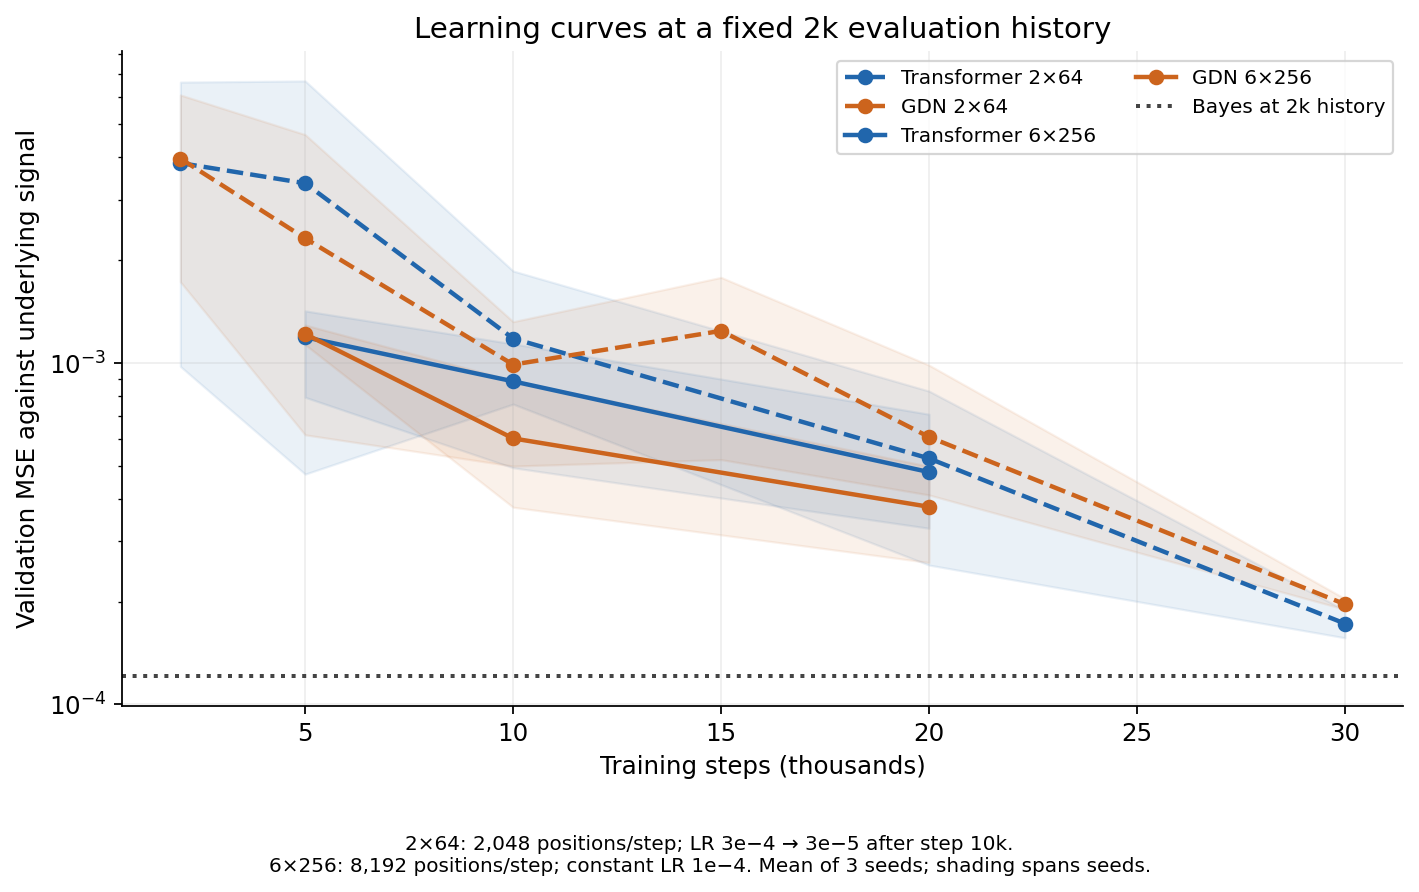 Learning curves at a fixed 2k evaluation history
Transformer 2×64
GDN 2×64
Transformer 6×256
GDN 6×256
Bayes at 2k history
Validation MSE against underlying signal
10⁻³
10⁻⁴
5
10
15
20
25
30
Training steps (thousands)
2×64: 2,048 positions/step; LR 3e−4 → 3e−5 after step 10k.
6×256: 8,192 positions/step; constant LR 1e−4. Mean of 3 seeds; shading spans seeds.